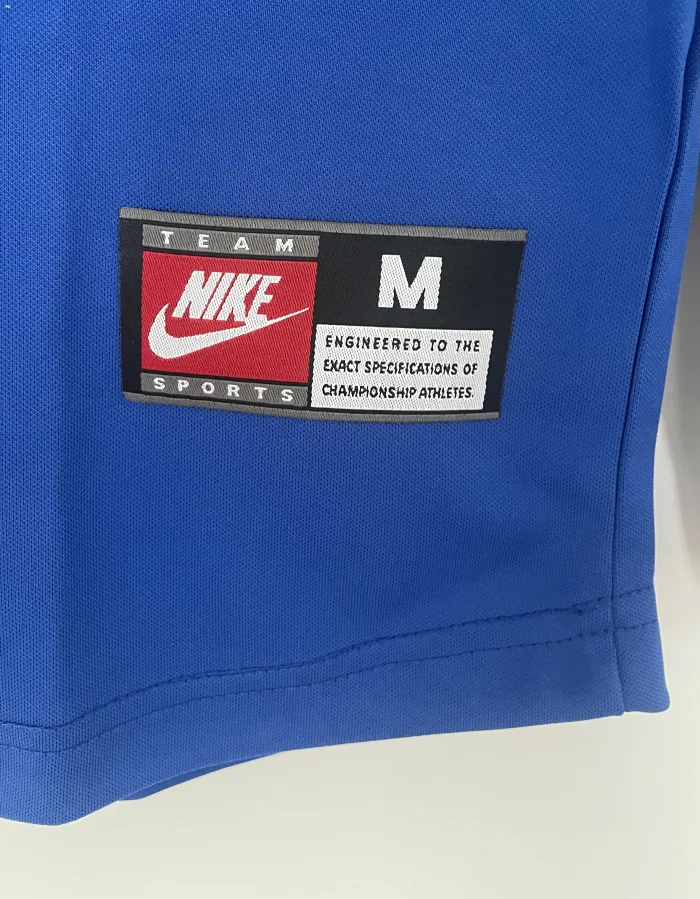 TEAM
NIKE
SPORTS
M
ENGINEERED TO THE
EXACT SPECIFICATIONS OF
CHAMPIONSHIP ATHLETES.